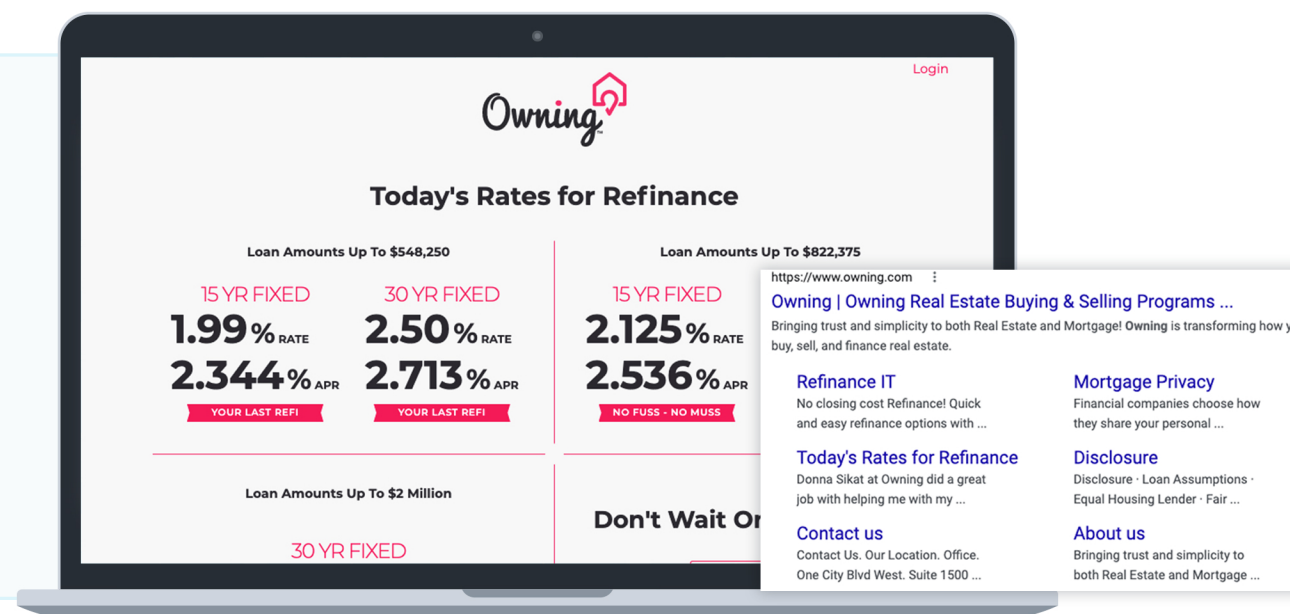 Login
Owning
Today's Rates for Refinance
Loan Amounts Up To $548,250
15 YR FIXED
1.99% RATE
2.344% APR
YOUR LAST REFI
30 YR FIXED
2.50% RATE
2.713% APR
YOUR LAST REFI
Loan Amounts Up To $822,375
15 YR FIXED
2.125% RATE
2.536% APR
NO FUSS - NO MUSS
Loan Amounts Up To $2 Million
30 YR FIXED
Don't Wait
https://www.owning.com
Owning | Owning Real Estate Buying & Selling Programs ...
Bringing trust and simplicity to both Real Estate and Mortgage! Owning is transforming how
buy, sell, and finance real estate.
Refinance IT
No closing cost Refinance! Quick
and easy refinance options with ...
Mortgage Privacy
Financial companies choose how
they share your personal ...
Today's Rates for Refinance
Donna Sikat at Owning did a great
job with helping me with my ...
Disclosure
Disclosure · Loan Assumptions ·
Equal Housing Lender · Fair ...
Contact us
Contact Us. Our Location. Office.
One City Blvd West. Suite 1500 ...
About us
Bringing trust and simplicity to
both Real Estate and Mortgage ...